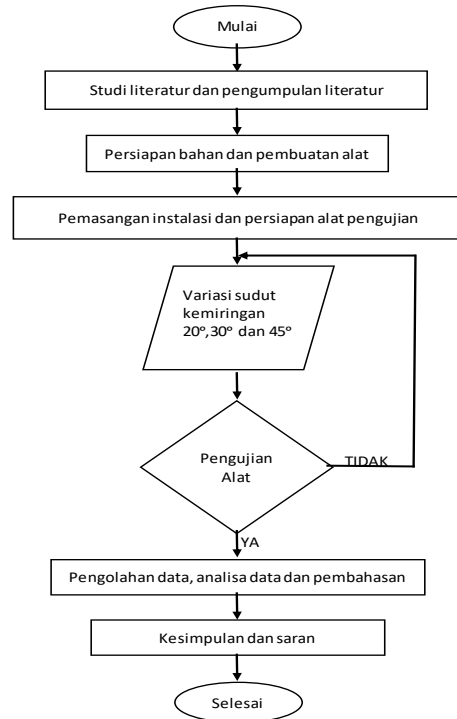 Mulai
Studi literatur dan pengumpulan literatur
Persiapan bahan dan pembuatan alat
Pemasangan instalasi dan persiapan alat pengujian
Variasi sudut
kemiringan
20°,30° dan 45°
Pengujian
Alat
TIDAK
YA
Pengolahan data, analisa data dan pembahasan
Kesimpulan dan saran
Selesai